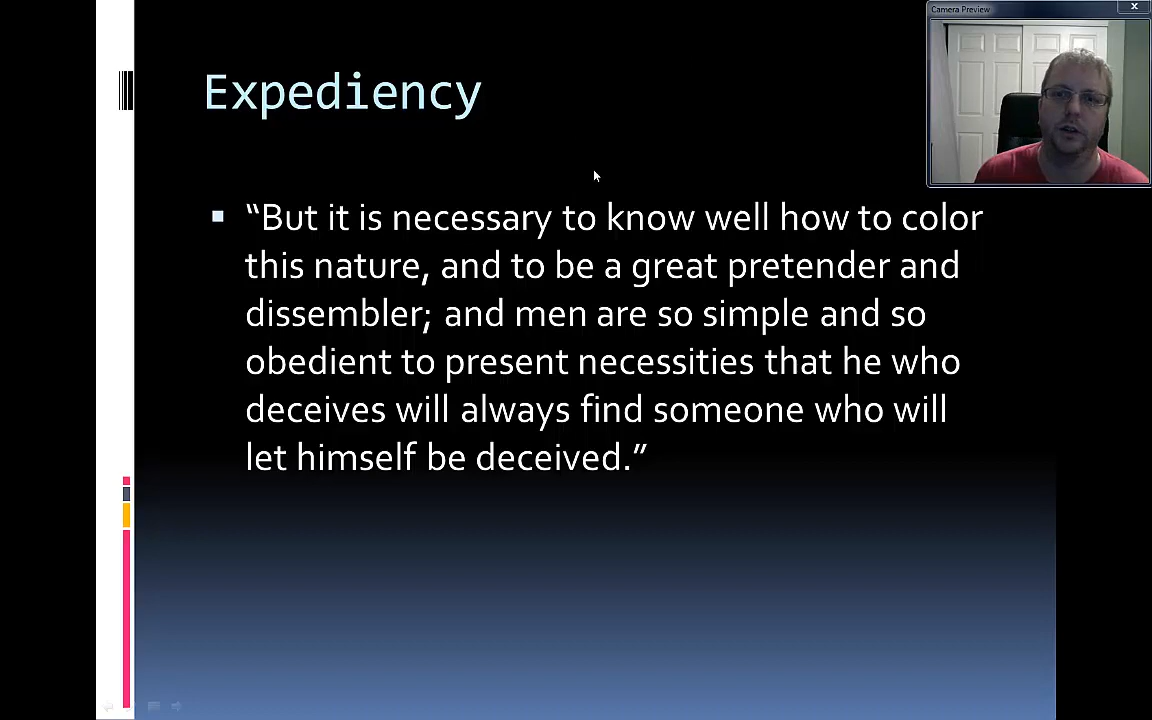 Camera Preview
Expediency
“But it is necessary to know well how to color
this nature, and to be a great pretender and
dissembler; and men are so simple and so
obedient to present necessities that he who
deceives will always find someone who will
let himself be deceived.”